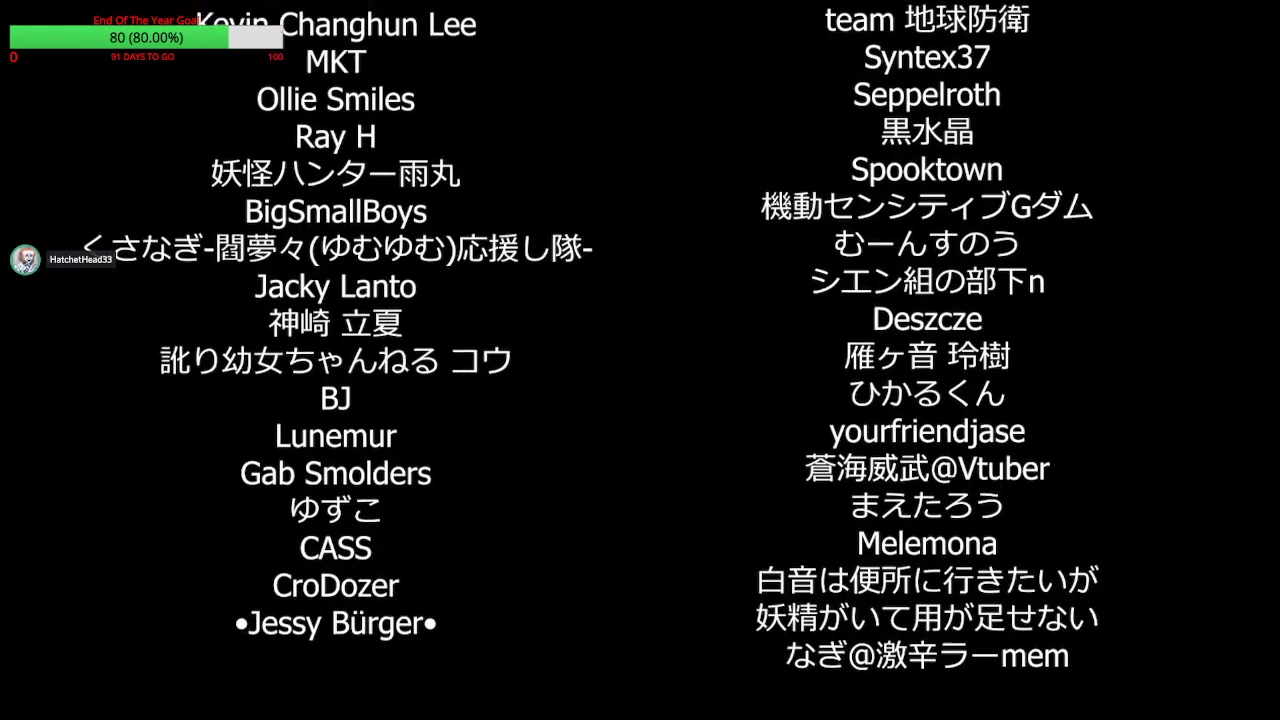 End Of The Year Goal
80 (80.00%)
0
91 DAYS TO GO
100
Kevin Changhun Lee
MKT
Ollie Smiles
Ray H
妖怪ハンター雨丸
BigSmallBoys
くさなぎ-閻夢々(ゆむゆむ)応援し隊-
HatchetHead33
Jacky Lanto
神崎 立夏
訛り幼女ちゃんねる コウ
BJ
Lunemur
Gab Smolders
ゆずこ
CASS
CroDozer
•Jessy Bürger•
team 地球防衛
Syntex37
Seppelroth
黒水晶
Spooktown
機動センシティブGダム
むーんすのう
シエン組の部下n
Deszcze
雁ヶ音 玲樹
ひかるくん
yourfriendjase
蒼海威武@Vtuber
まえたろう
Melemona
白音は便所に行きたいが
妖精がいて用が足せない
なぎ@激辛ラーmem